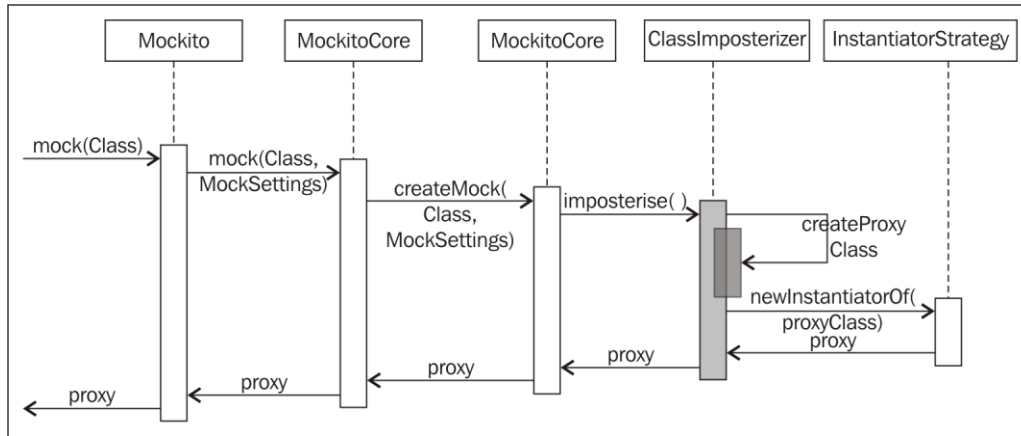 Mockito
MockitoCore
MockitoCore
ClassImposterizer
InstantiatorStrategy
mock(Class)
mock(Class,
MockSettings)
createMock(
Class,
MockSettings)
imposterise( )
createProxy
Class
newInstantiatorOf(
proxyClass)
proxy
proxy
proxy
proxy
proxy